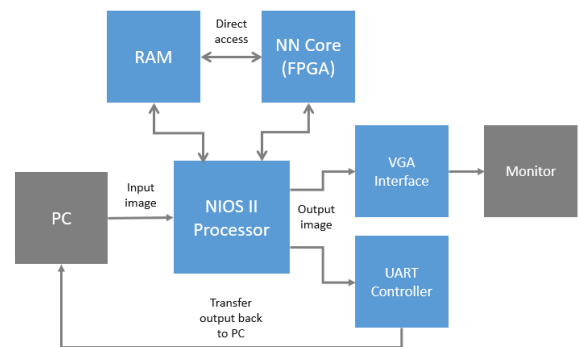 Direct
access
RAM
NN Core
(FPGA)
VGA
Interface
Monitor
Input
image
PC
NIOS II
Processor
Output
image
UART
Controller
Transfer
output back
to PC